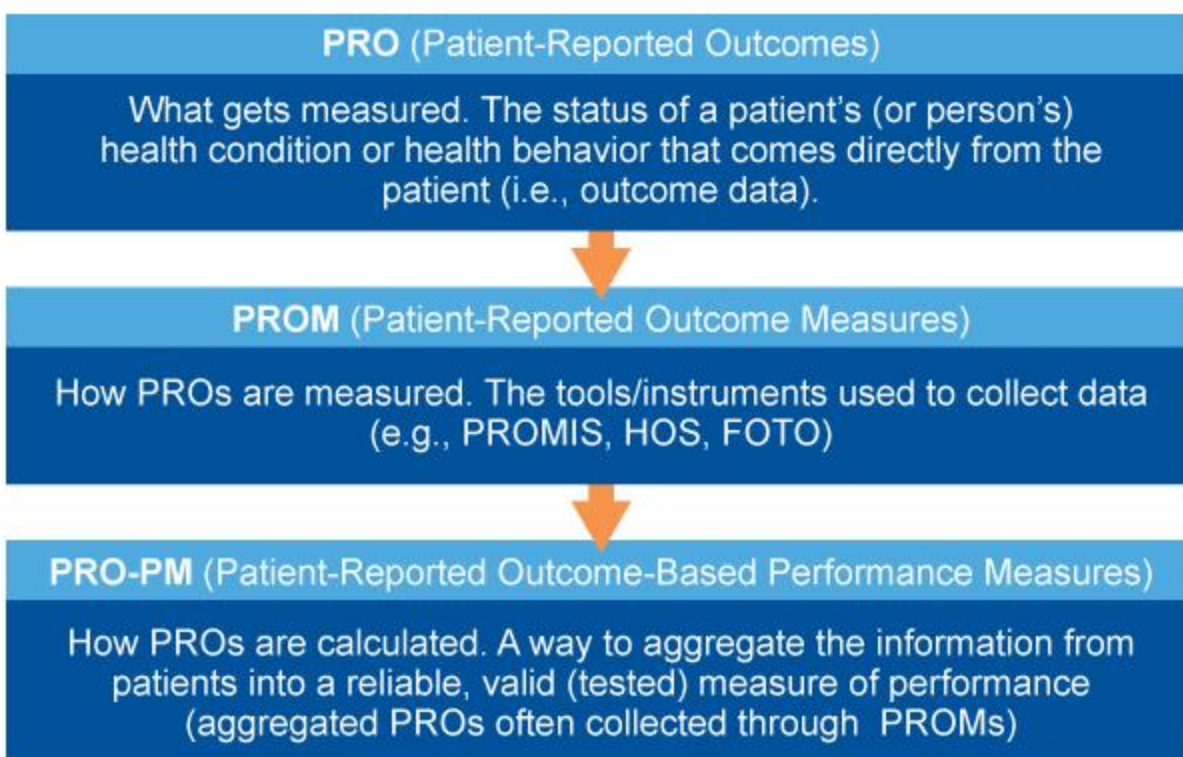 PRO (Patient-Reported Outcomes)
What gets measured. The status of a patient's (or person's)
health condition or health behavior that comes directly from the
patient (i.e., outcome data).
PROM (Patient-Reported Outcome Measures)
How PROs are measured. The tools/instruments used to collect data
(e.g., PROMIS, HOS, FOTO)
PRO-PM (Patient-Reported Outcome-Based Performance Measures)
How PROs are calculated. A way to aggregate the information from
patients into a reliable, valid (tested) measure of performance
(aggregated PROs often collected through PROMs)